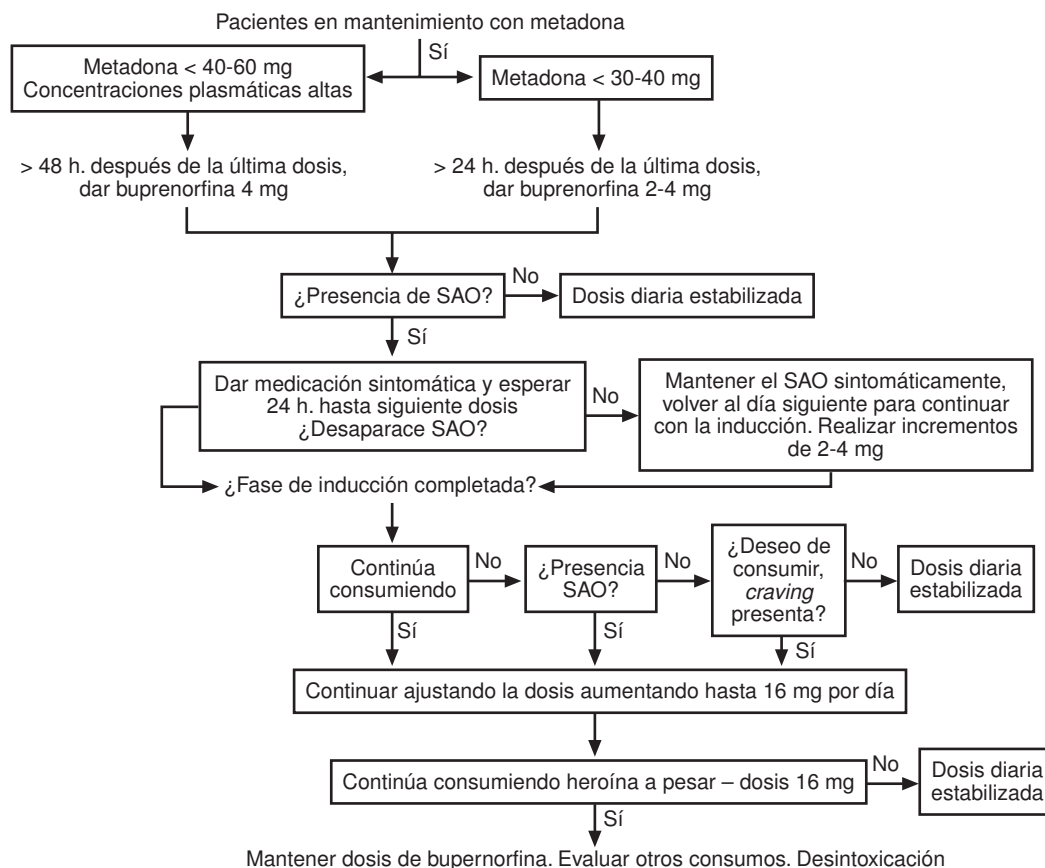 Pacientes en mantenimiento con metadona
Sí
Metadona < 40-60 mg
Concentraciones plasmáticas altas
Metadona < 30-40 mg
> 48 h. después de la última dosis,
dar buprenorfina 4 mg
> 24 h. después de la última dosis,
dar buprenorfina 2-4 mg
¿Presencia de SAO?
No
Dosis diaria estabilizada
Sí
Dar medicación sintomática y esperar
24 h. hasta siguiente dosis
¿Desaparace SAO?
No
Mantener el SAO sintomáticamente,
volver al día siguiente para continuar
con la inducción. Realizar incrementos
de 2-4 mg
¿Fase de inducción completada?
Continúa
consumiendo
No
¿Presencia
SAO?
No
¿Deseo de
consumir,
craving
presenta?
No
Dosis diaria
estabilizada
Sí
Sí
Sí
Continuar ajustando la dosis aumentando hasta 16 mg por día
Continúa consumiendo heroína a pesar – dosis 16 mg
No
Dosis diaria
estabilizada
Sí
Mantener dosis de bupernorfina. Evaluar otros consumos. Desintoxicación